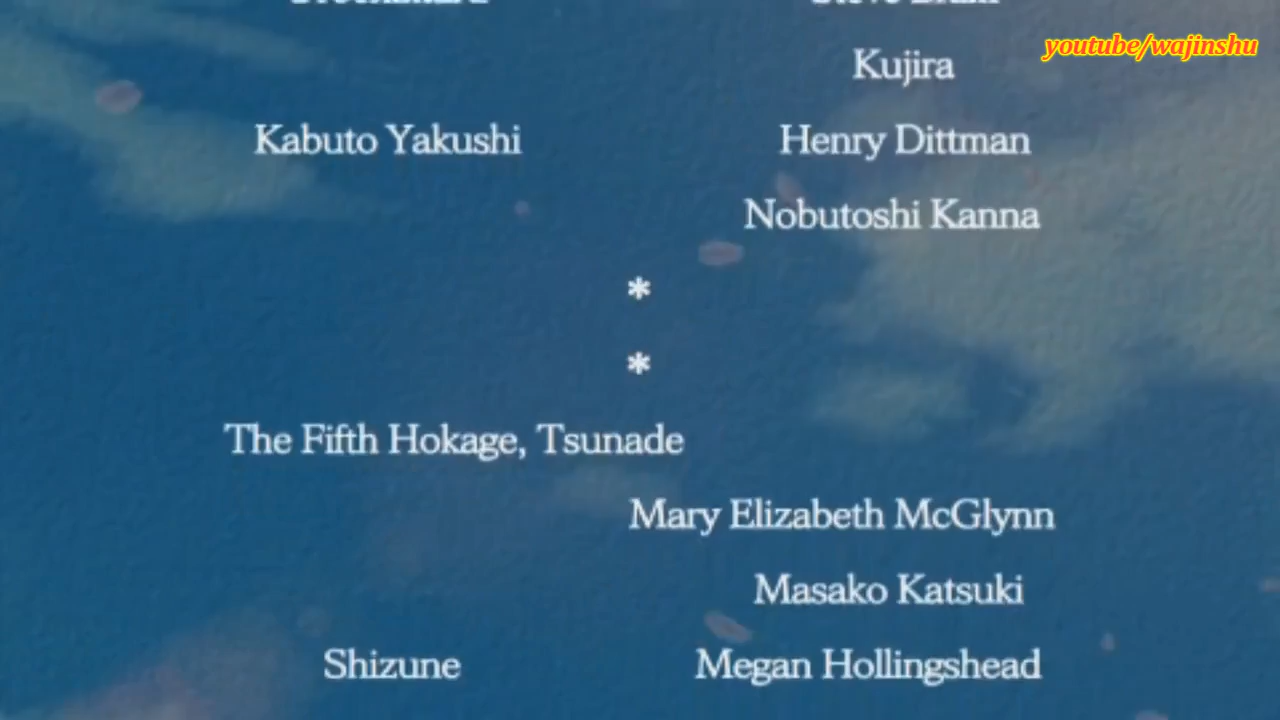 youtube/wajinshu
Kujira
Kabuto Yakushi Henry Dittman
Nobutoshi Kanna
*
*
The Fifth Hokage, Tsunade
Mary Elizabeth McGlynn
Masako Katsuki
Shizune Megan Hollingshead